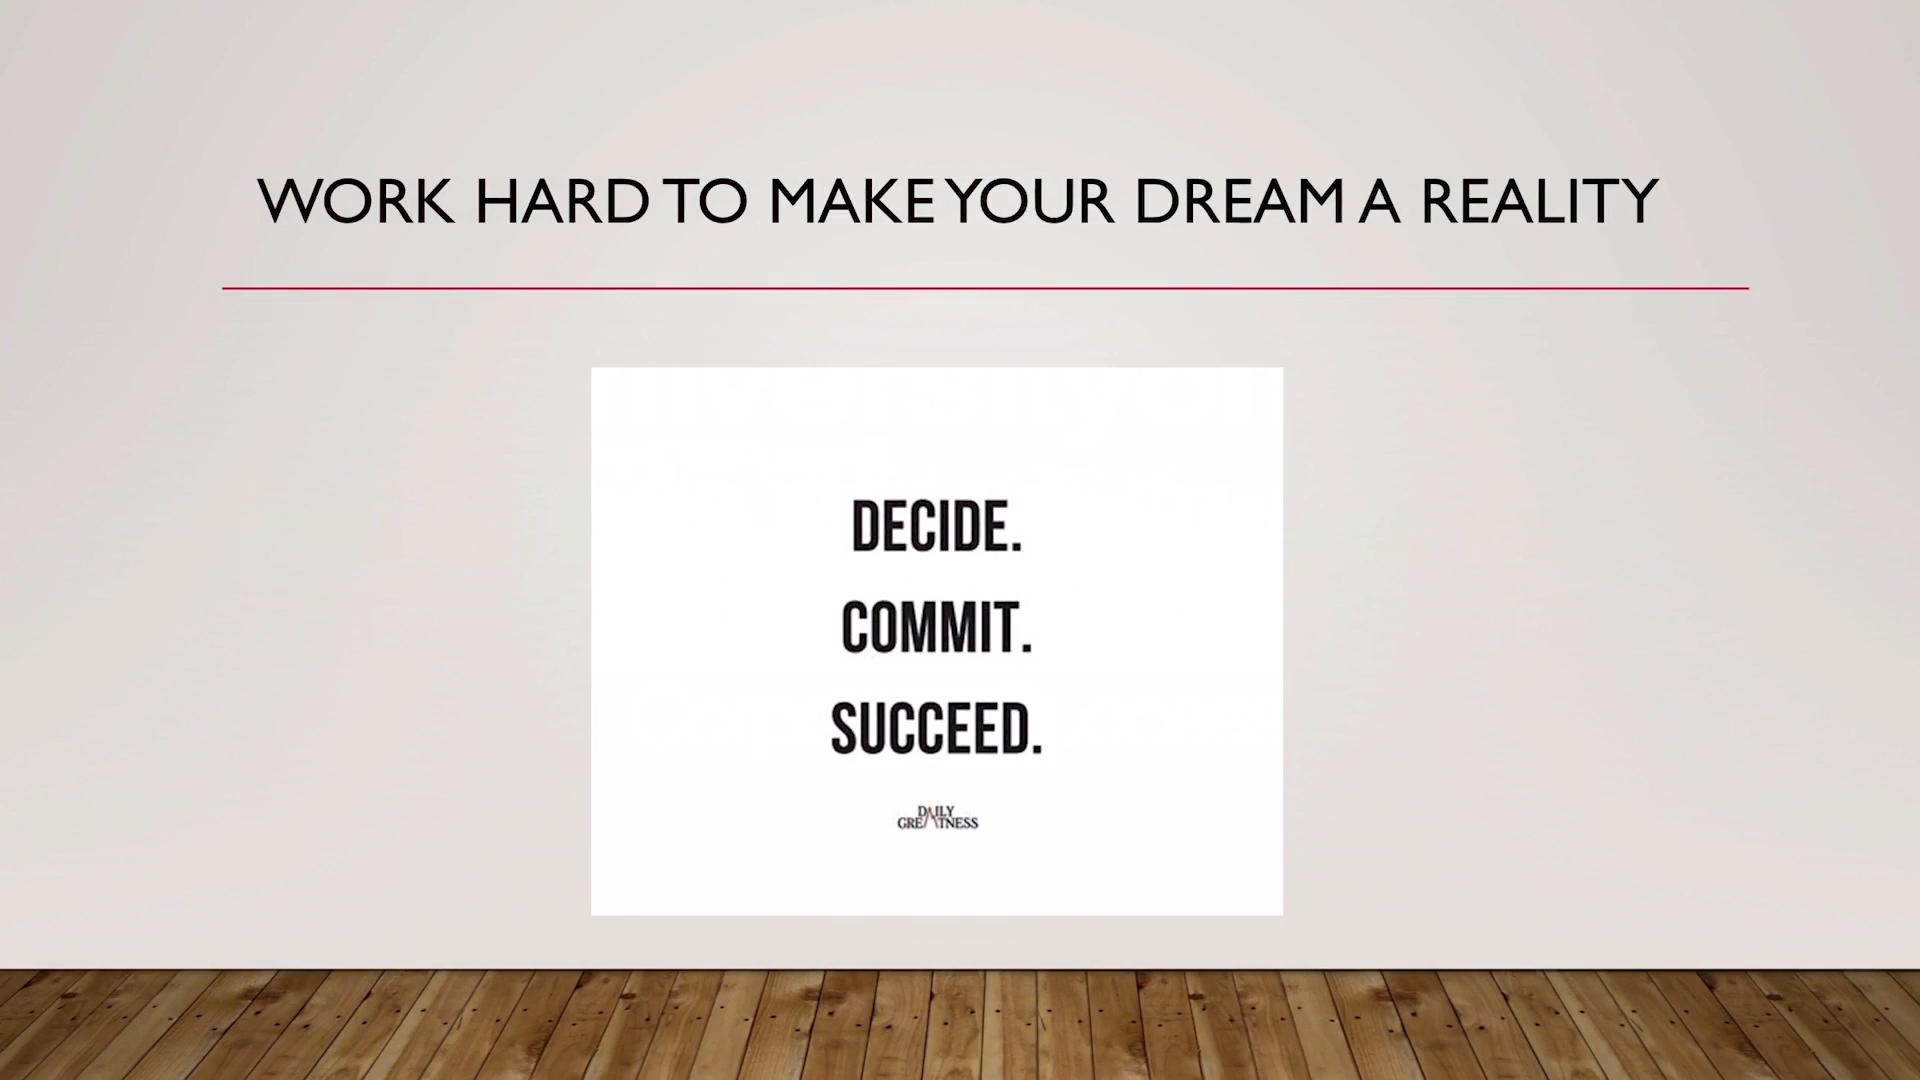 WORK HARD TO MAKE YOUR DREAM A REALITY
DECIDE.
COMMIT.
SUCCEED.
DAILY
GREATNESS